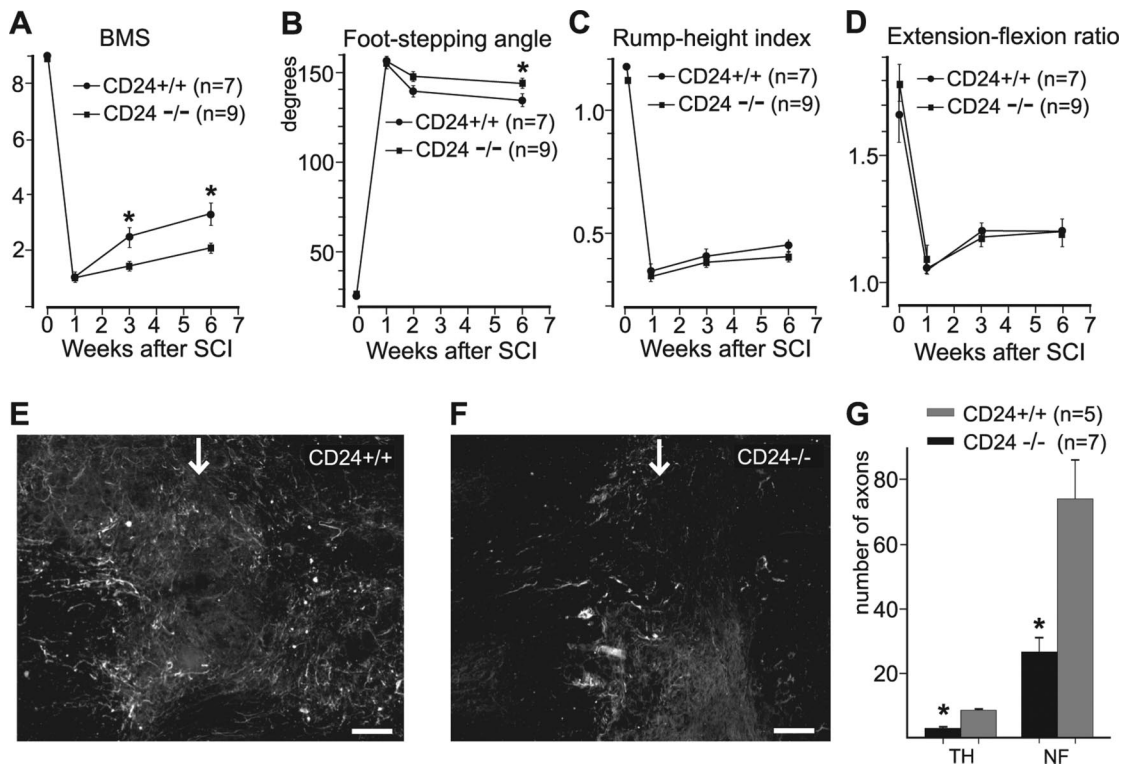 A
BMS
8
6
4
2
CD24+/+ (n=7)
CD24 -/- (n=9)
*
*
0 1 2 3 4 5 6 7
Weeks after SCI
B
Foot-stepping angle
degrees
150
100
50
*
CD24+/+ (n=7)
CD24 -/- (n=9)
0 1 2 3 4 5 6 7
Weeks after SCI
C
Rump-height index
1.0
0.5
CD24+/+ (n=7)
CD24 -/- (n=9)
0 1 2 3 4 5 6 7
Weeks after SCI
D
Extension-flexion ratio
1.8
1.4
1.0
CD24+/+ (n=7)
CD24 -/- (n=9)
0 1 2 3 4 5 6 7
Weeks after SCI
E
CD24+/+
F
CD24-/-
G
CD24+/+ (n=5)
CD24 -/- (n=7)
number of axons
80
60
40
20
*
*
TH NF